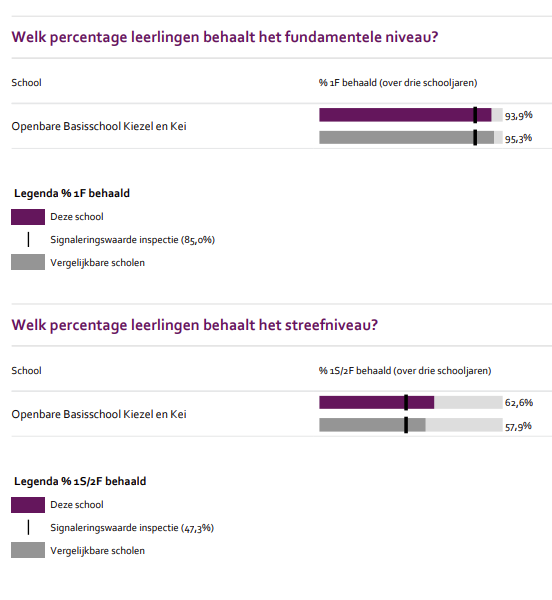 Welk percentage leerlingen behaalt het fundamentele niveau?
School % 1F behaald (over drie schooljaren)
93,9%
Openbare Basisschool Kiezel en Kei
95,3%
Legenda % 1F behaald
Deze school
Signaleringswaarde inspectie (85,0%)
Vergelijkbare scholen
Welk percentage leerlingen behaalt het streefniveau?
School % 1S/2F behaald (over drie schooljaren)
62,6%
Openbare Basisschool Kiezel en Kei
57,9%
Legenda % 1S/2F behaald
Deze school
Signaleringswaarde inspectie (47,3%)
Vergelijkbare scholen